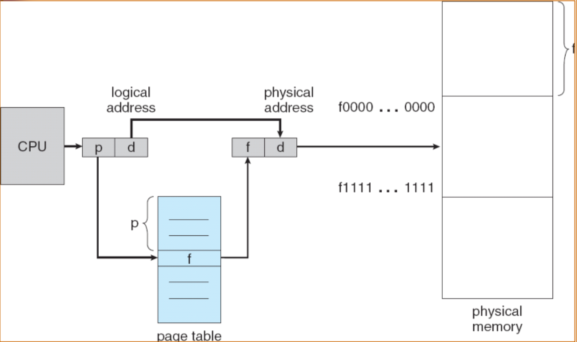 logical
address
physical
address
f0000 ... 0000
f
CPU
p
d
f
d
f1111 ... 1111
p
f
physical
memory
page table